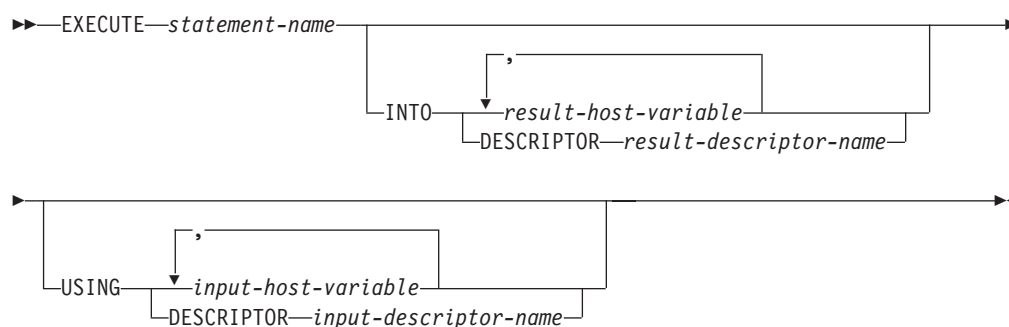 EXECUTE statement-name
,
INTO result-host-variable
DESCRIPTOR result-descriptor-name
,
USING input-host-variable
DESCRIPTOR input-descriptor-name